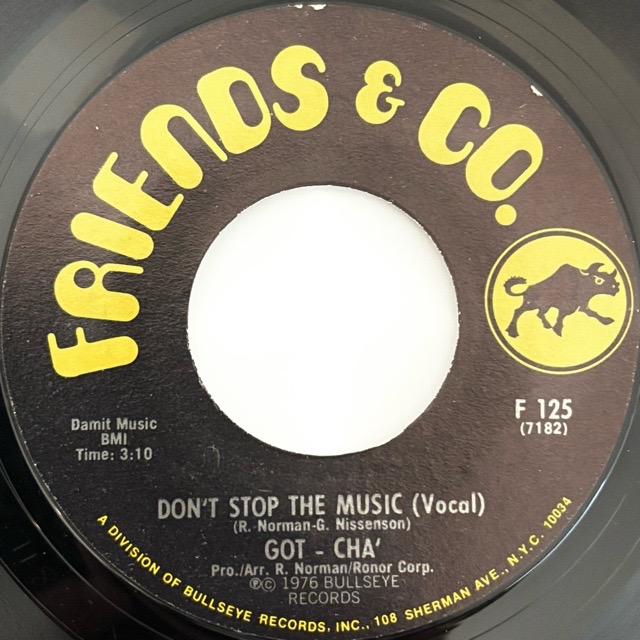 FRIENDS & CO.
F 125
(7182)
Damit Music
BMI
Time: 3:10
DON'T STOP THE MUSIC (Vocal)
(R. Norman-G. Nissenson)
GOT - CHA'
Pro./Arr. R. Norman/Ronor Corp.
℗© 1976 BULLSEYE
RECORDS
A DIVISION OF BULLSEYE RECORDS, INC., 108 SHERMAN AVE., N.Y.C. 10034